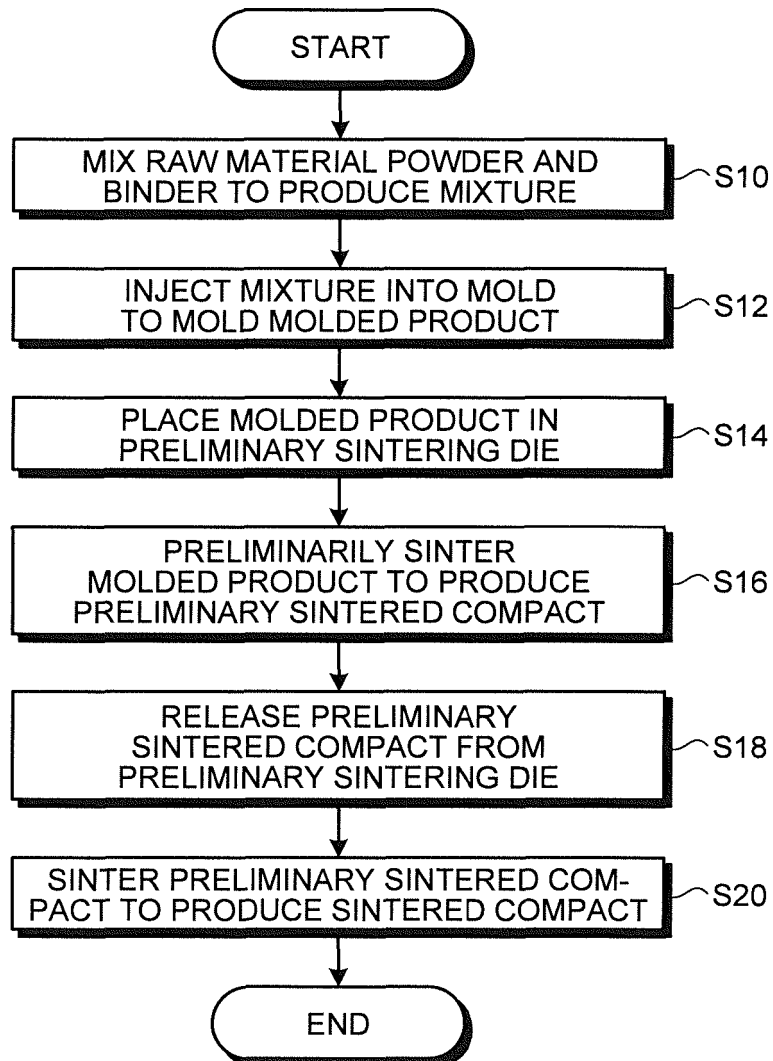 START
MIX RAW MATERIAL POWDER AND
BINDER TO PRODUCE MIXTURE
S10
INJECT MIXTURE INTO MOLD
TO MOLD MOLDED PRODUCT
S12
PLACE MOLDED PRODUCT IN
PRELIMINARY SINTERING DIE
S14
PRELIMINARILY SINTER
MOLDED PRODUCT TO PRODUCE
PRELIMINARY SINTERED COMPACT
S16
RELEASE PRELIMINARY
SINTERED COMPACT FROM
PRELIMINARY SINTERING DIE
S18
SINTER PRELIMINARY SINTERED COM-
PACT TO PRODUCE SINTERED COMPACT
S20
END